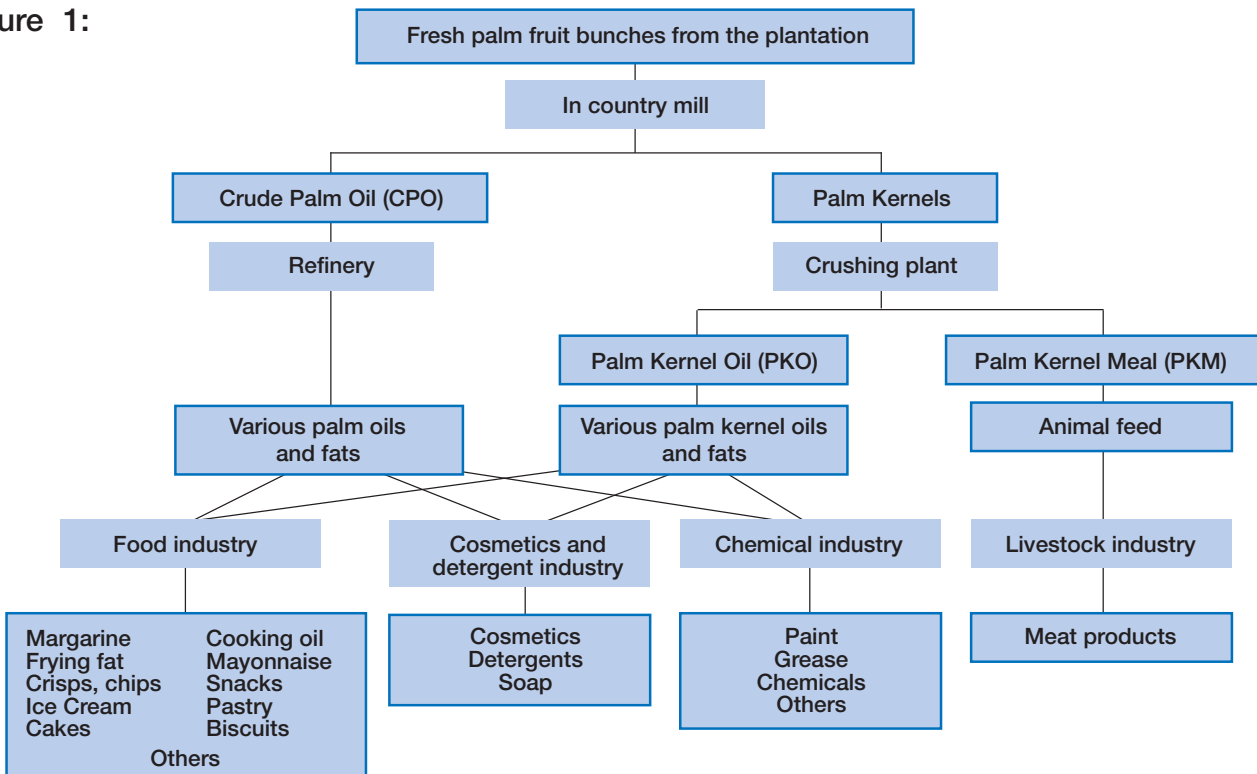 ure 1:
Fresh palm fruit bunches from the plantation
In country mill
Crude Palm Oil (CPO)
Palm Kernels
Refinery
Crushing plant
Palm Kernel Oil (PKO)
Palm Kernel Meal (PKM)
Various palm oils
and fats
Various palm kernel oils
and fats
Animal feed
Food industry
Cosmetics and
detergent industry
Chemical industry
Livestock industry
Margarine
Frying fat
Crisps, chips
Ice Cream
Cakes
Cooking oil
Mayonnaise
Snacks
Pastry
Biscuits
Others
Cosmetics
Detergents
Soap
Paint
Grease
Chemicals
Others
Meat products